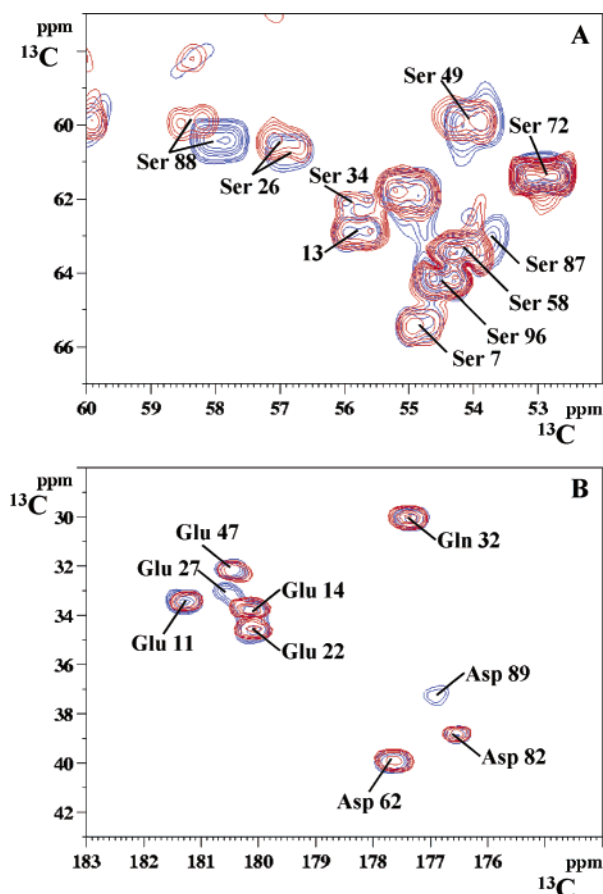 ppm
¹³C
A
60
62
64
66
Ser 49
Ser 72
Ser 88
Ser 26
Ser 34
13
Ser 87
Ser 58
Ser 96
Ser 7
60 59 58 57 56 55 54 53 ppm
¹³C
ppm
¹³C
B
30
32
34
36
38
40
42
Glu 47
Glu 27
Glu 11
Glu 14
Glu 22
Gln 32
Asp 89
Asp 82
Asp 62
183 182 181 180 179 178 177 176 ppm
¹³C